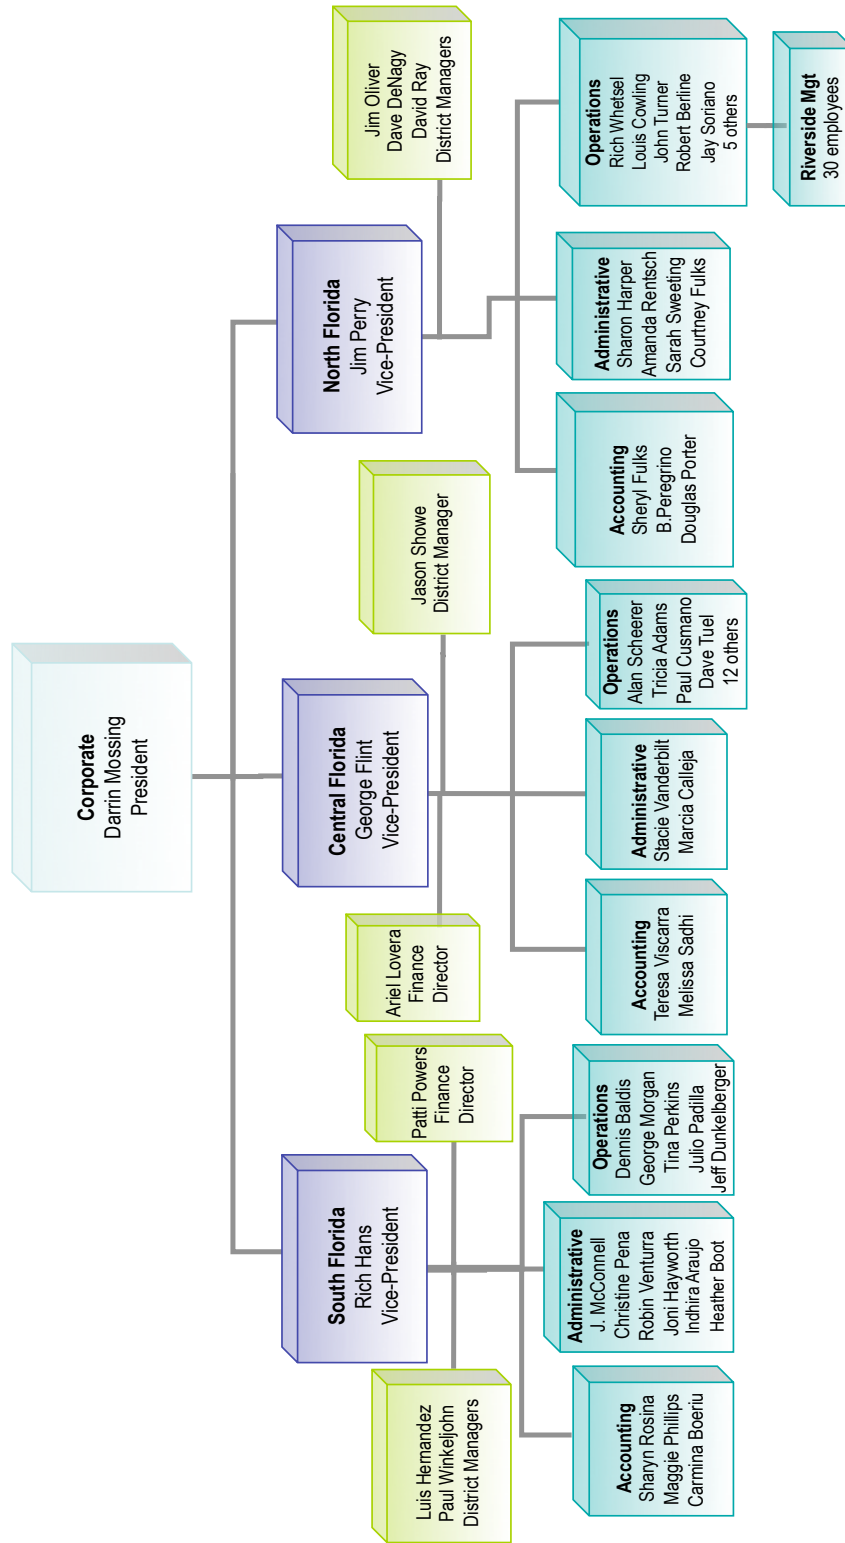 Corporate
Darrin Mossing
President
South Florida
Rich Hans
Vice-President
Central Florida
George Flint
Vice-President
North Florida
Jim Perry
Vice-President
Luis Hernandez
Paul Winkeljohn
District Managers
Patti Powers
Finance
Director
Ariel Lovera
Finance
Director
Jason Showe
District Manager
Jim Oliver
Dave DeNagy
David Ray
District Managers
Accounting
Sharyn Rosina
Maggie Phillips
Carmina Boeriu
Administrative
J. McConnell
Christine Pena
Robin Venturra
Joni Hayworth
Indhira Araujo
Heather Boot
Operations
Dennis Baldis
George Morgan
Tina Perkins
Julio Padilla
Jeff Dunkelberger
Accounting
Teresa Viscarra
Melissa Sadhi
Administrative
Stacie Vanderbilt
Marcia Calleja
Operations
Alan Scheerer
Tricia Adams
Paul Cusmano
Dave Tuel
12 others
Accounting
Sheryl Fulks
B.Peregrino
Douglas Porter
Administrative
Sharon Harper
Amanda Rentsch
Sarah Sweeting
Courtney Fulks
Operations
Rich Whetsel
Louis Cowling
John Turner
Robert Berline
Jay Soriano
5 others
Riverside Mgt
30 employees